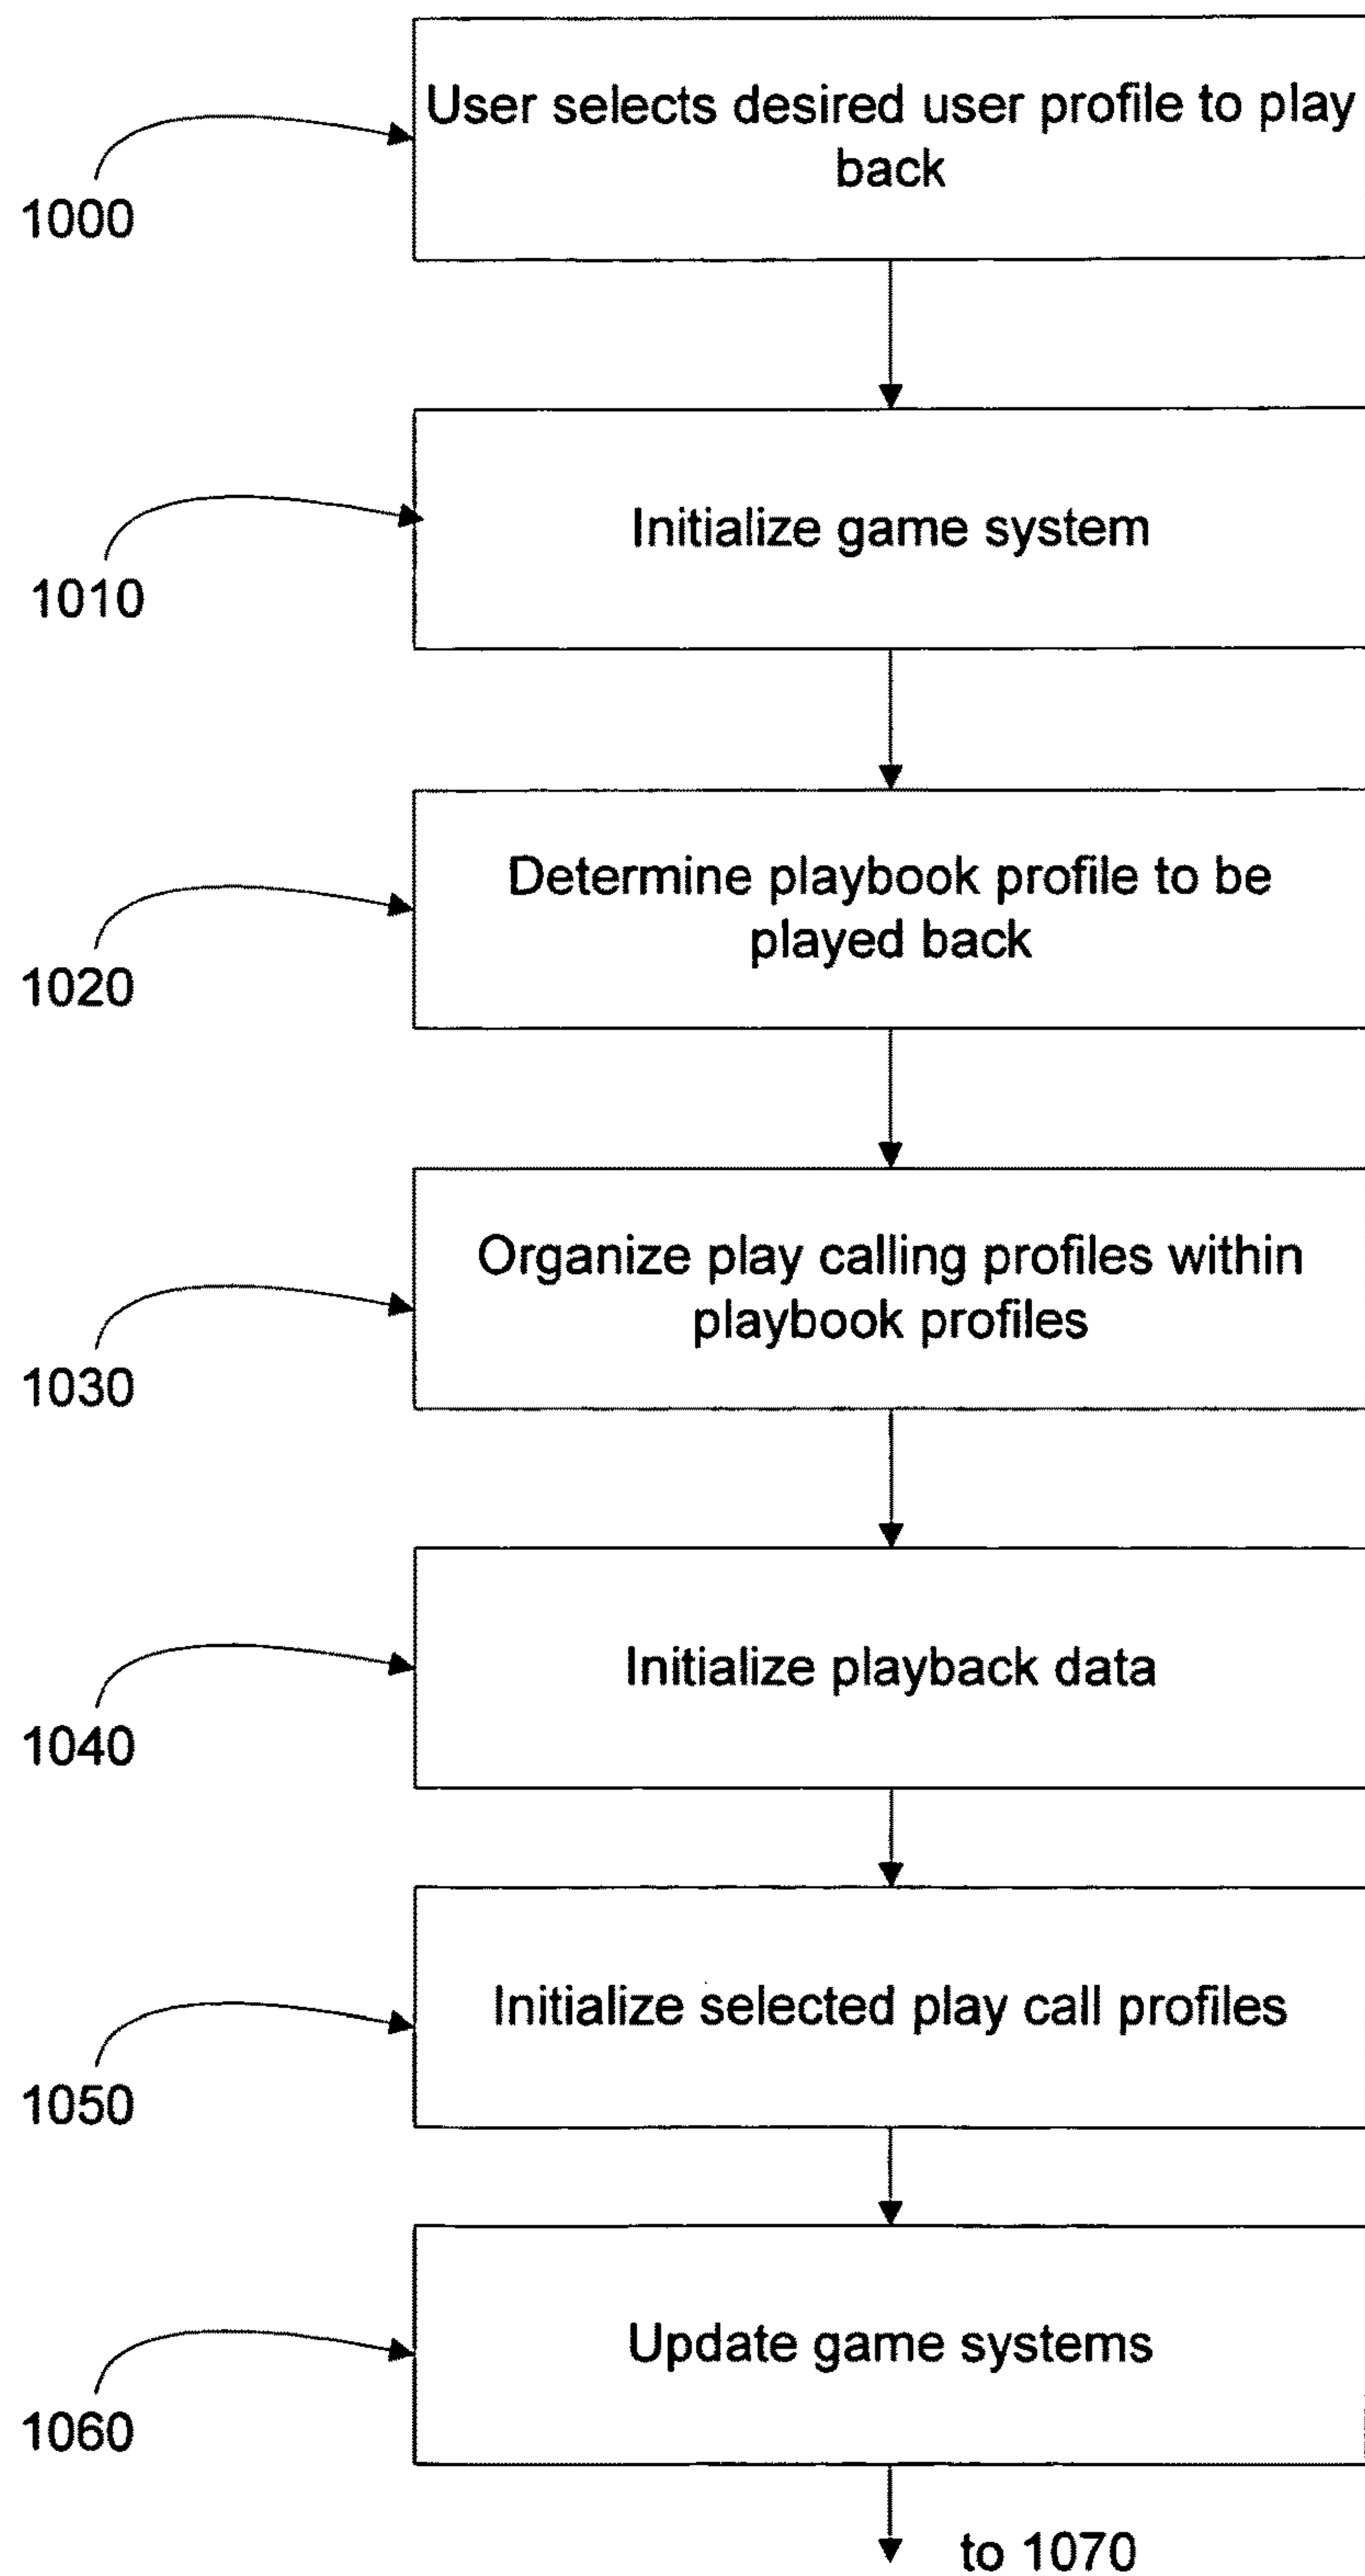 User selects desired user profile to play
back
1000
Initialize game system
1010
Determine playbook profile to be
played back
1020
Organize play calling profiles within
playbook profiles
1030
Initialize playback data
1040
Initialize selected play call profiles
1050
Update game systems
1060
to 1070